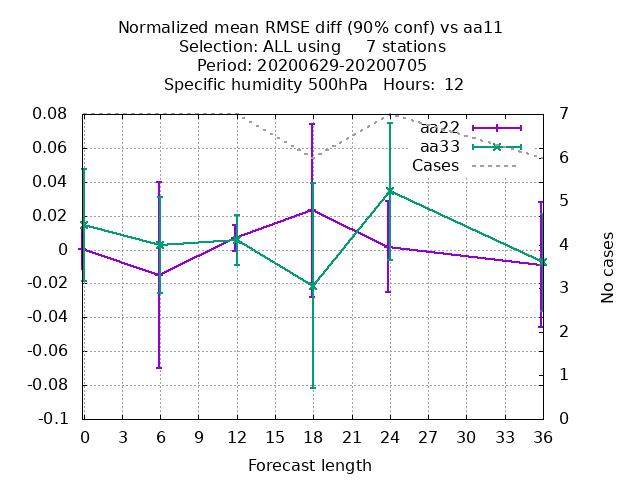 Normalized mean RMSE diff (90% conf) vs aa11
Selection: ALL using     7 stations
Period: 20200629-20200705
Specific humidity 500hPa   Hours:  12
aa22
aa33
Cases
0.08
0.06
0.04
0.02
0
-0.02
-0.04
-0.06
-0.08
-0.1
7
6
5
4
3
2
1
0
No cases
0 3 6 9 12 15 18 21 24 27 30 33 36
Forecast length